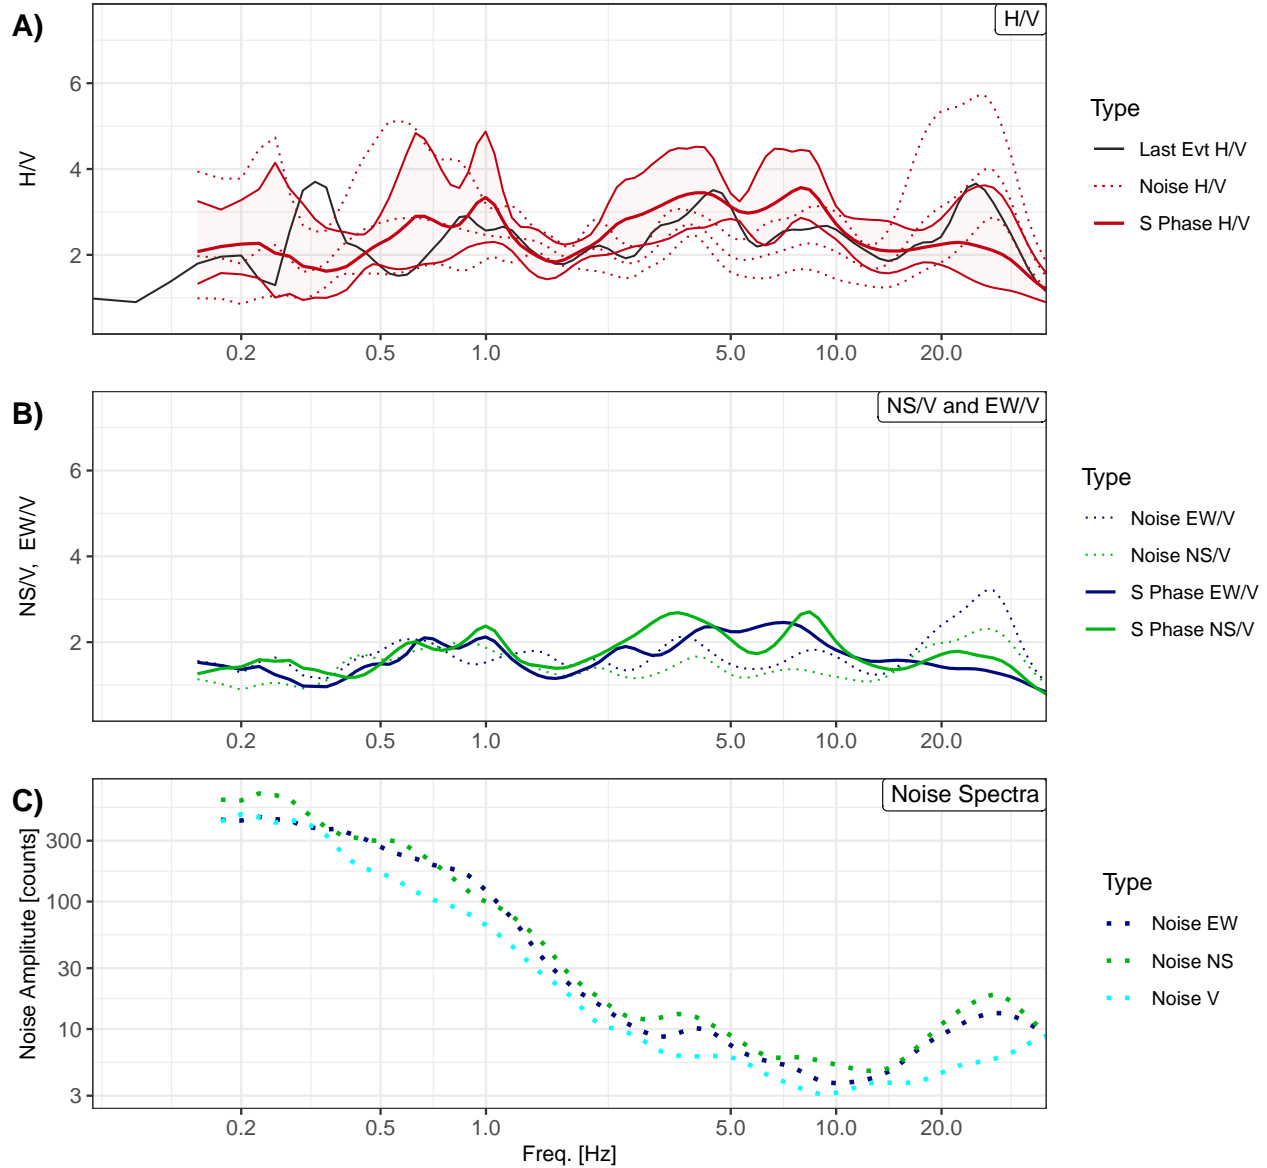 A)
H/V
6
4
2
H/V
0.2 0.5 1.0 5.0 10.0 20.0
Type
Last Evt H/V
Noise H/V
S Phase H/V
B)
NS/V and EW/V
6
4
2
NS/V, EW/V
0.2 0.5 1.0 5.0 10.0 20.0
Type
Noise EW/V
Noise NS/V
S Phase EW/V
S Phase NS/V
C)
Noise Spectra
300
100
30
10
3
Noise Amplitute [counts]
0.2 0.5 1.0 5.0 10.0 20.0
Freq. [Hz]
Type
Noise EW
Noise NS
Noise V